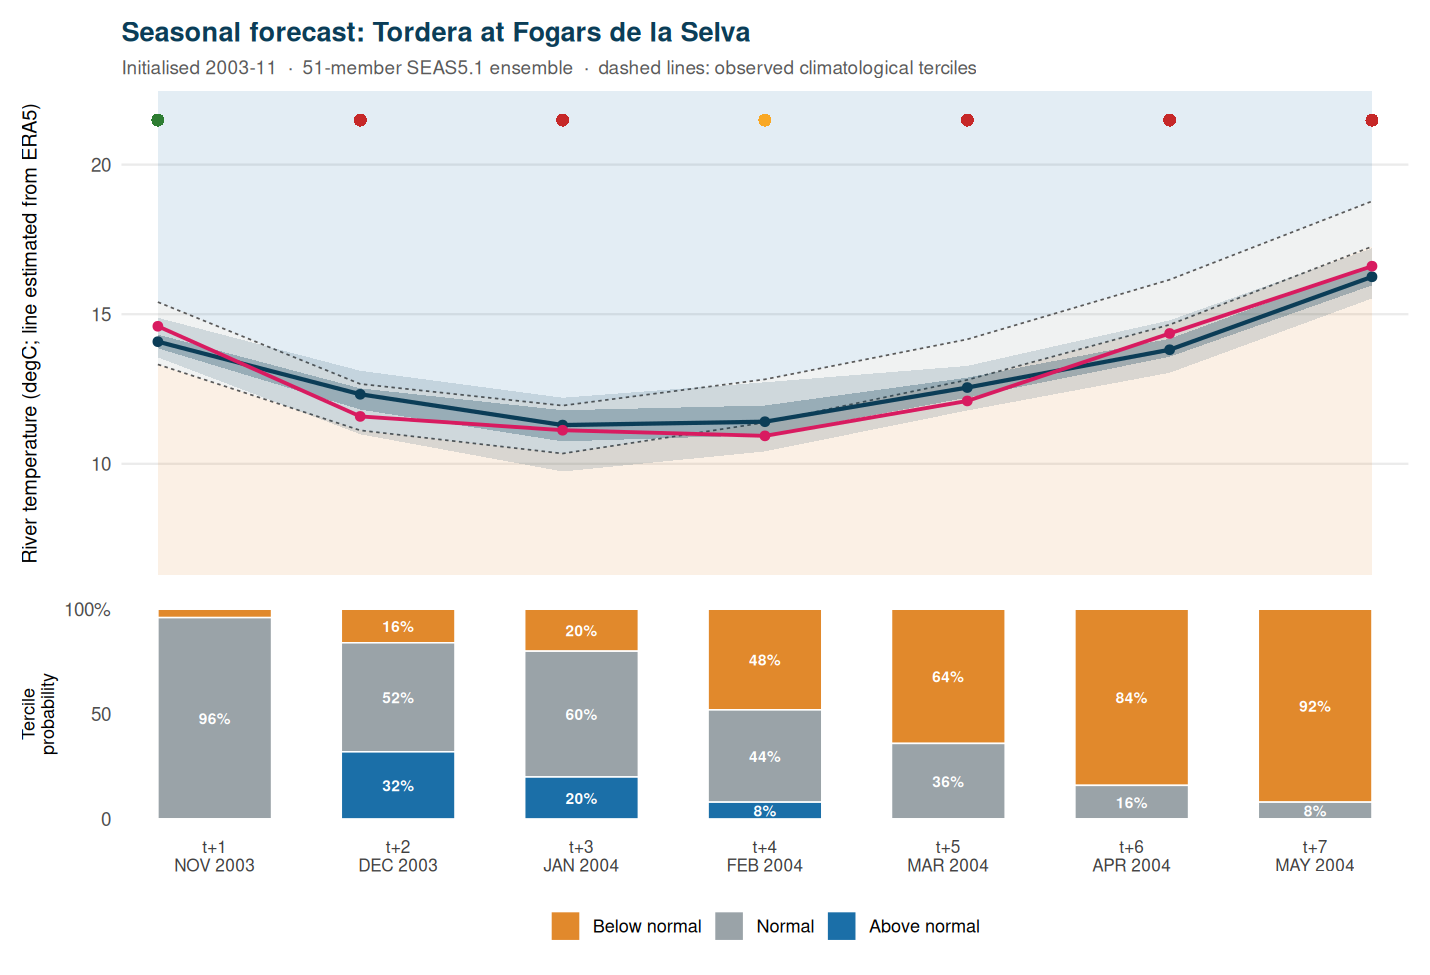 Seasonal forecast: Tordera at Fogars de la Selva
Initialised 2003-11 · 51-member SEAS5.1 ensemble · dashed lines: observed climatological terciles
River temperature (degC; line estimated from ERA5)
20
15
10
Tercile
probability
100%
50
0
96%
16%
52%
32%
20%
60%
20%
48%
44%
8%
64%
36%
84%
16%
92%
8%
t+1
NOV 2003
t+2
DEC 2003
t+3
JAN 2004
t+4
FEB 2004
t+5
MAR 2004
t+6
APR 2004
t+7
MAY 2004
Below normal
Normal
Above normal